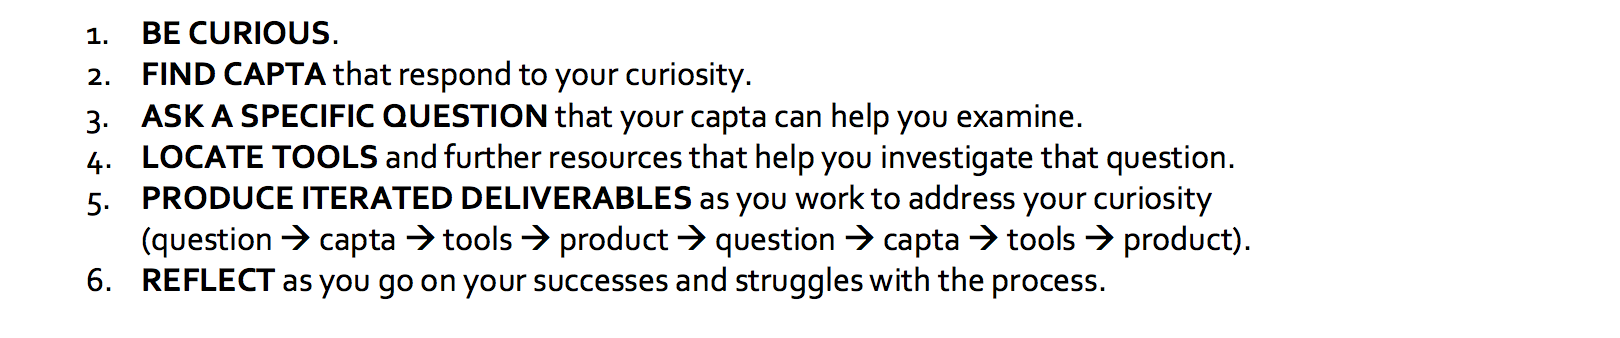 1. BE CURIOUS.
2. FIND CAPTA that respond to your curiosity.
3. ASK A SPECIFIC QUESTION that your capta can help you examine.
4. LOCATE TOOLS and further resources that help you investigate that question.
5. PRODUCE ITERATED DELIVERABLES as you work to address your curiosity
(question → capta → tools → product → question → capta → tools → product).
6. REFLECT as you go on your successes and struggles with the process.